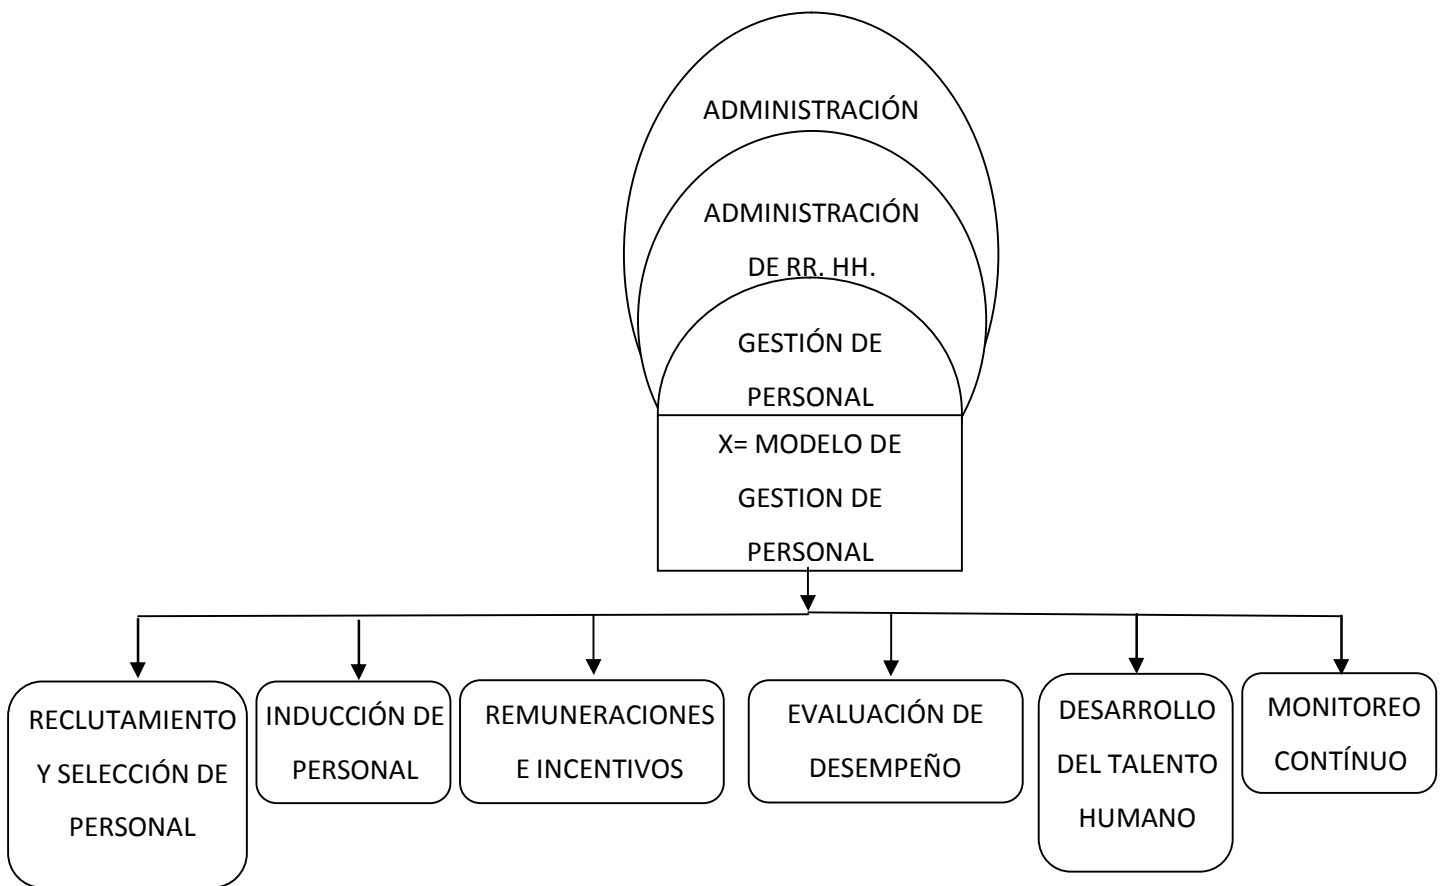 ADMINISTRACIÓN
ADMINISTRACIÓN
DE RR. HH.
GESTIÓN DE
PERSONAL
X= MODELO DE
GESTION DE
PERSONAL
RECLUTAMIENTO
Y SELECCIÓN DE
PERSONAL
INDUCCIÓN DE
PERSONAL
REMUNERACIONES
E INCENTIVOS
EVALUACIÓN DE
DESEMPEÑO
DESARROLLO
DEL TALENTO
HUMANO
MONITOREO
CONTÍNUO